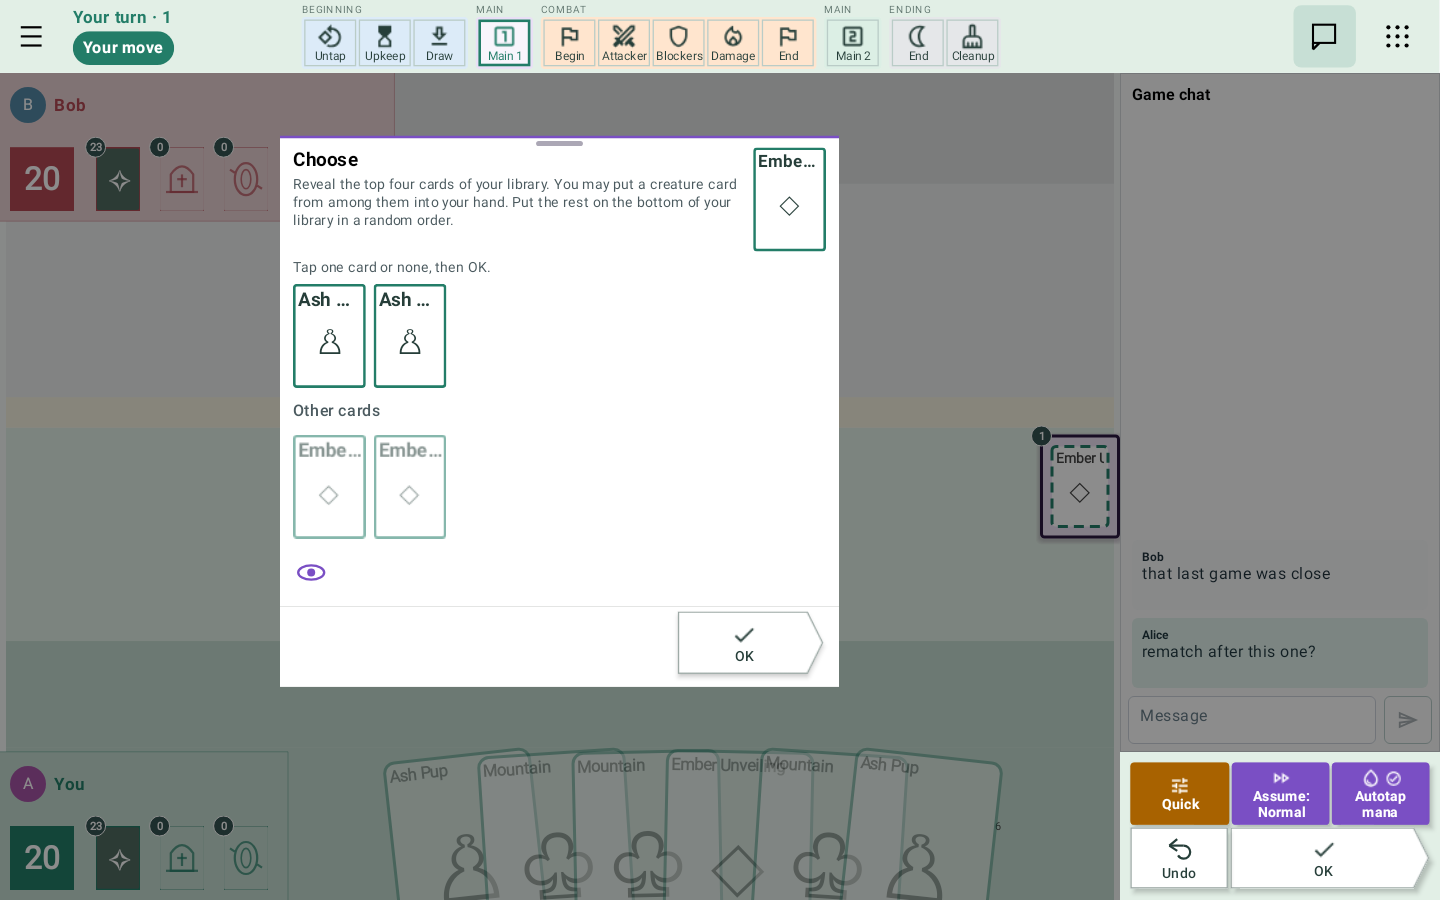 Your turn · 1
Your move
BEGINNING
Untap
Upkeep
Draw
MAIN
1
Main 1
COMBAT
Begin
Attacker
Blockers
Damage
End
MAIN
2
Main 2
ENDING
End
Cleanup
B
Bob
20
23
0
0
Choose
Reveal the top four cards of your library. You may put a creature card
from among them into your hand. Put the rest on the bottom of your
library in a random order.
Embe...
Tap one card or none, then OK.
Ash ...
Ash ...
Other cards
Embe...
Embe...
OK
1
Ember U
Game chat
Bob
that last game was close
Alice
rematch after this one?
Message
A
You
20
23
0
0
Ash Pup
Mountain
Mountain
Ember Unveiling
Mountain
Ash Pup
6
Quick
Assume:
Normal
Autotap
mana
Undo
OK